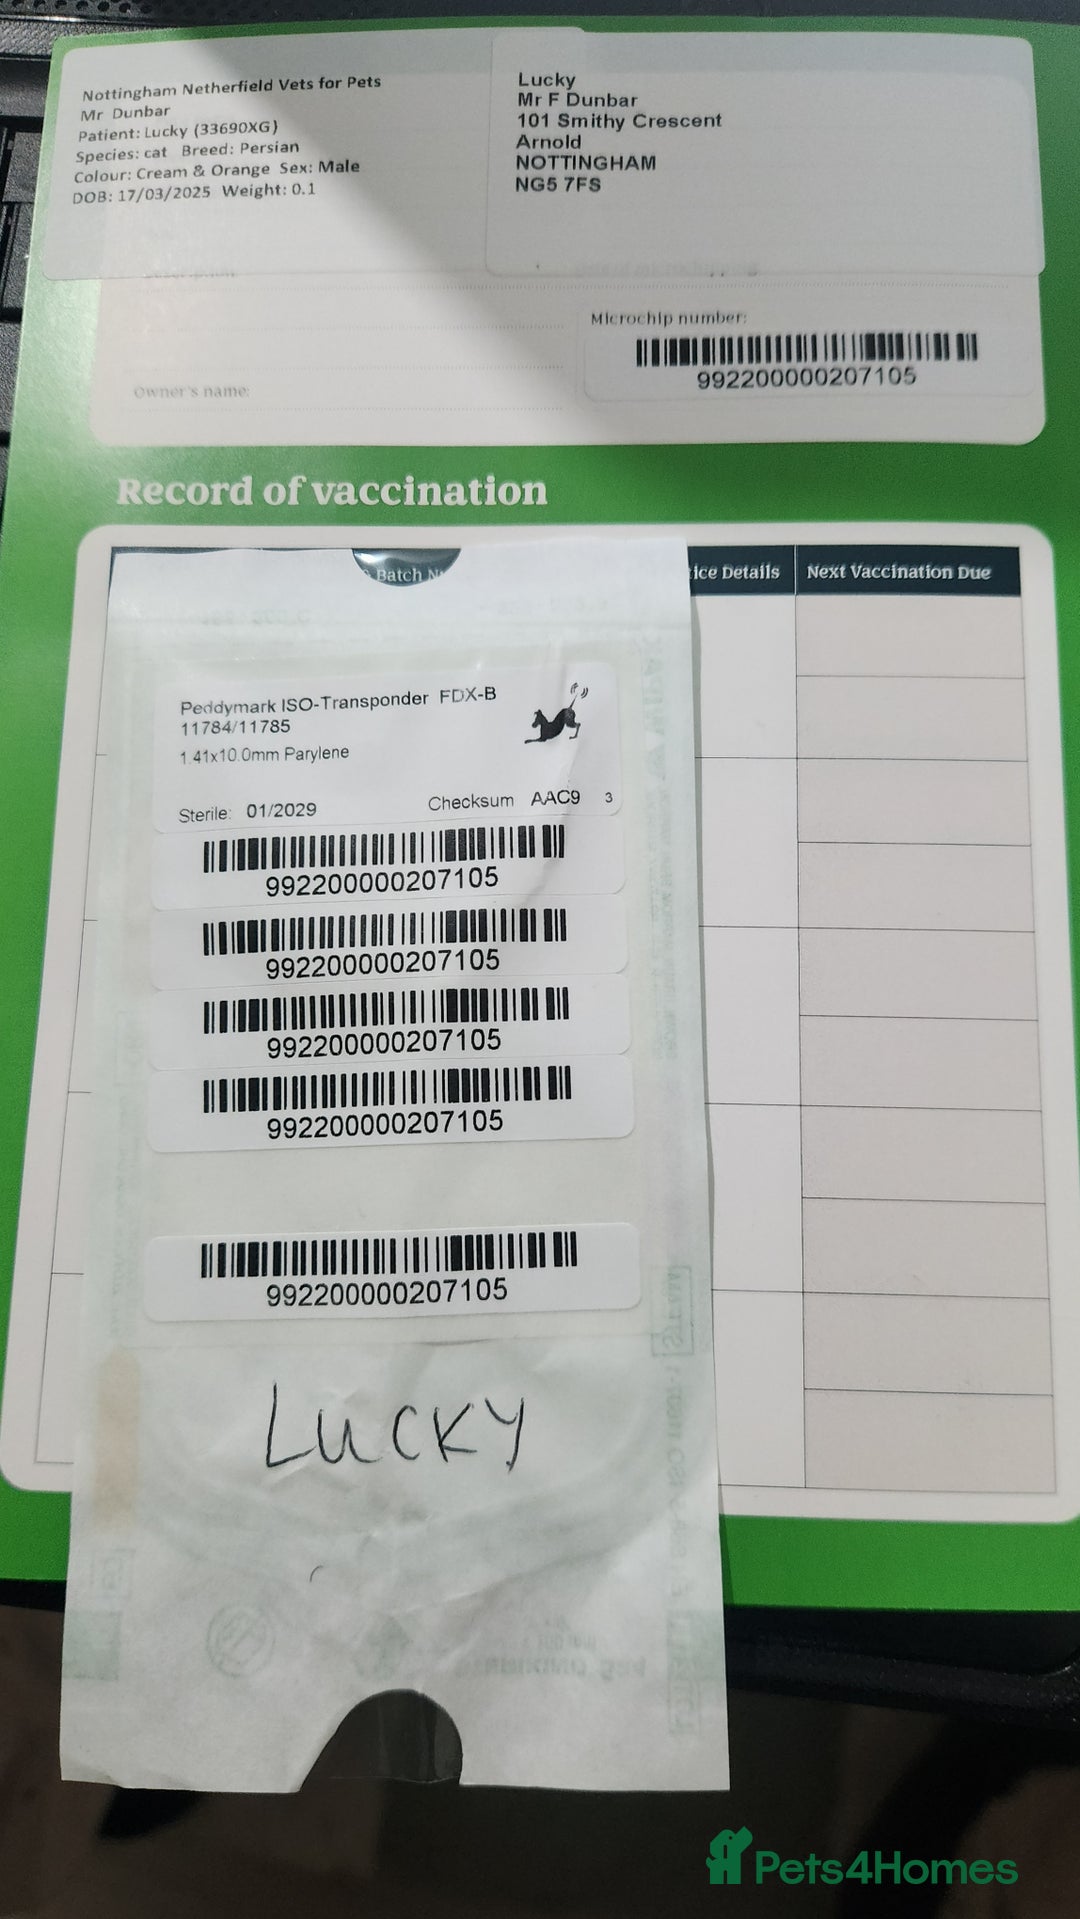 Nottingham Netherfield Vets for Pets
Mr Dunbar
Patient: Lucky (33690XG)
Species: cat Breed: Persian
Colour: Cream & Orange Sex: Male
DOB: 17/03/2025 Weight: 0.1
Lucky
Mr F Dunbar
101 Smithy Crescent
Arnold
NOTTINGHAM
NG5 7FS
Microchip number:
992200000207105
Owner's name:
Record of vaccination
Batch
Details
Next Vaccination Due
Peddymark ISO-Transponder FDX-B
11784/11785
1.41x10.0mm Parylene
Sterile: 01/2029 Checksum AAC9 3
992200000207105
992200000207105
992200000207105
992200000207105
992200000207105
LUCKY
Pets4Homes